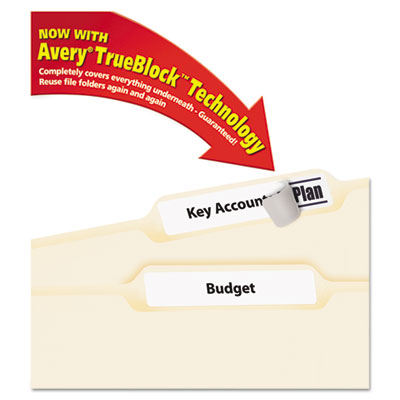 NOW WITH
Avery® TrueBlock™ Technology
Completely covers everything underneath - Guaranteed!
Reuse file folders again and again
Key Accoun
Plan
Budget